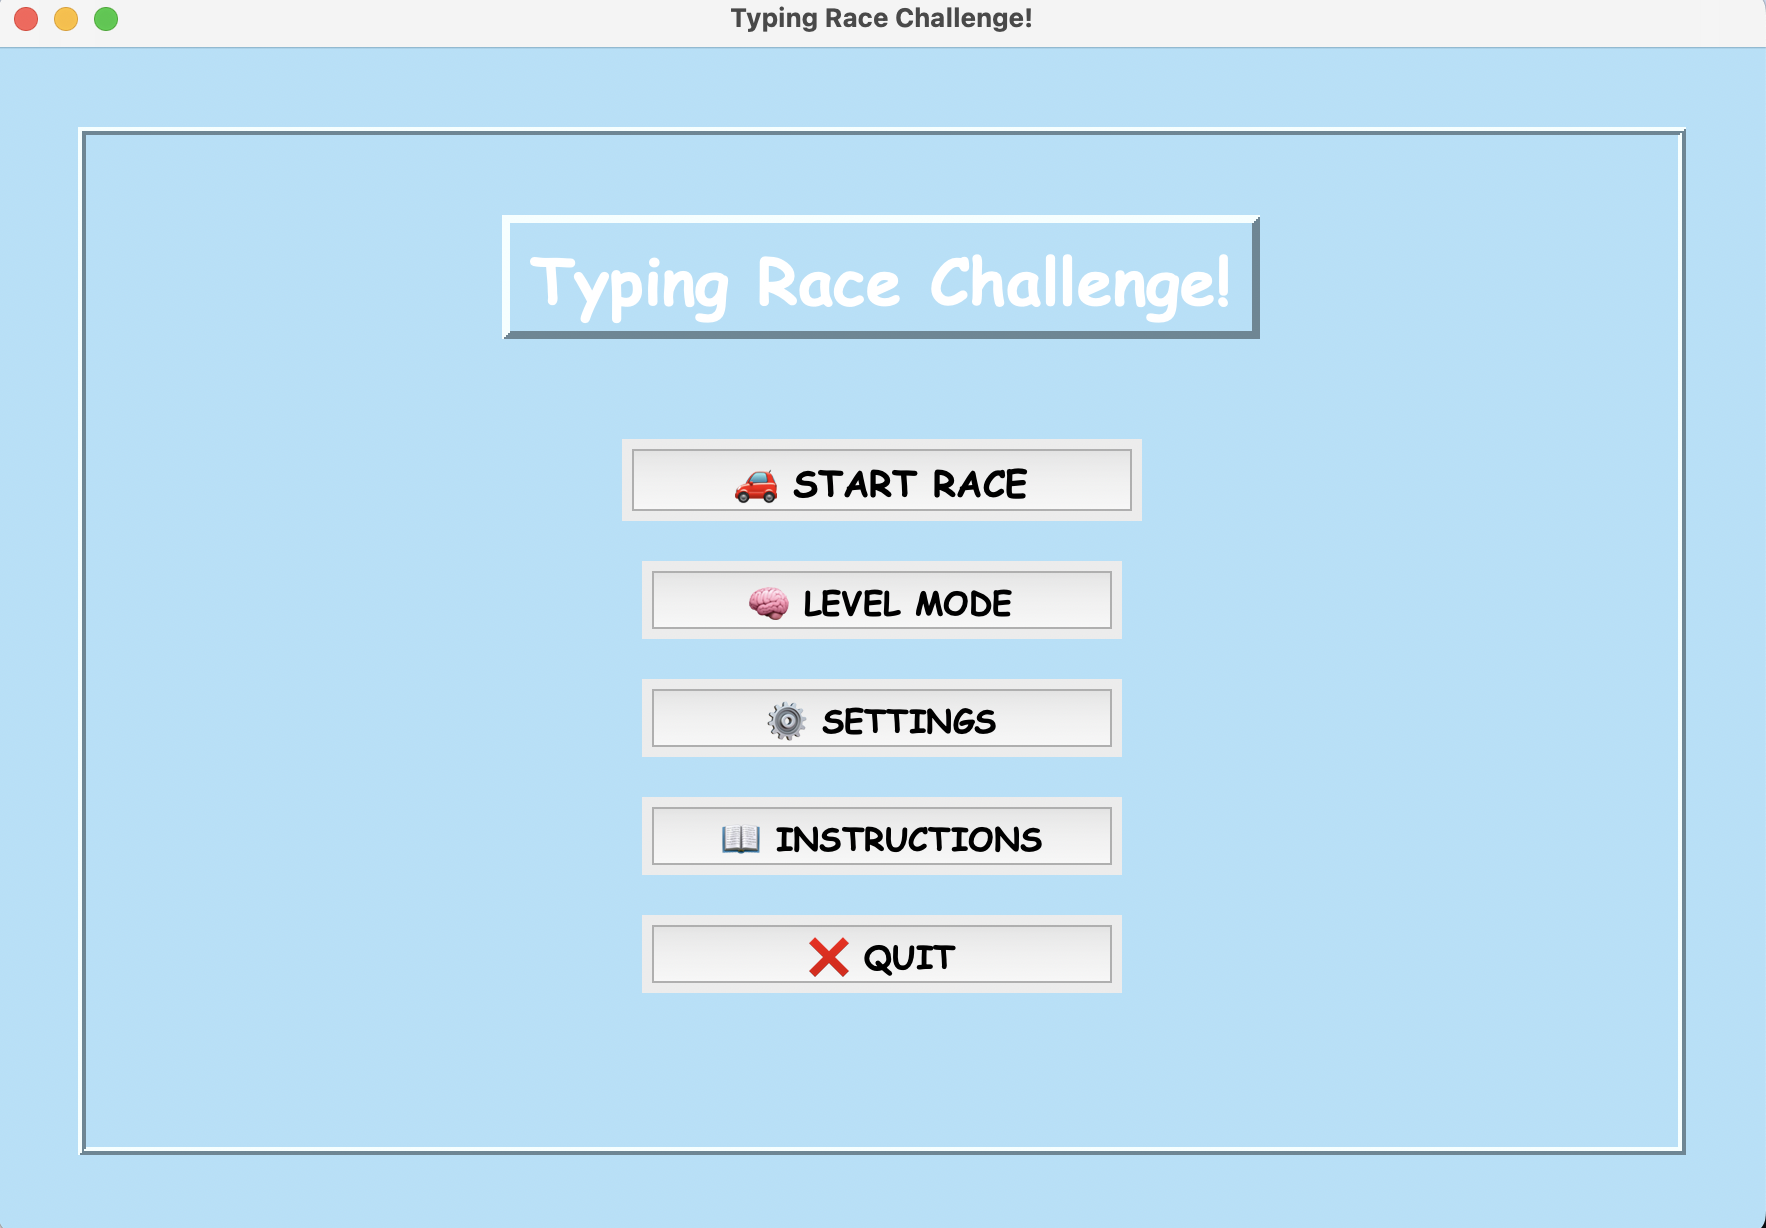 Typing Race Challenge!
Typing Race Challenge!
🚗 START RACE
🧠 LEVEL MODE
⚙️ SETTINGS
📖 INSTRUCTIONS
❌ QUIT